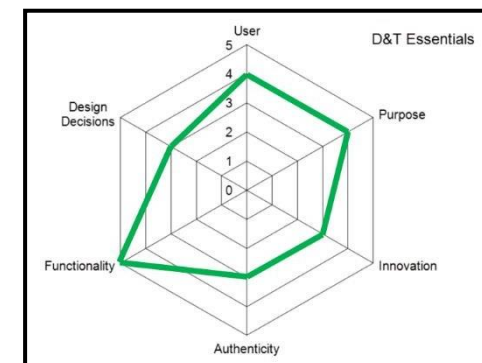 User
D&T Essentials
5
4
3
2
1
0
Design
Decisions
Purpose
Functionality
Innovation
Authenticity